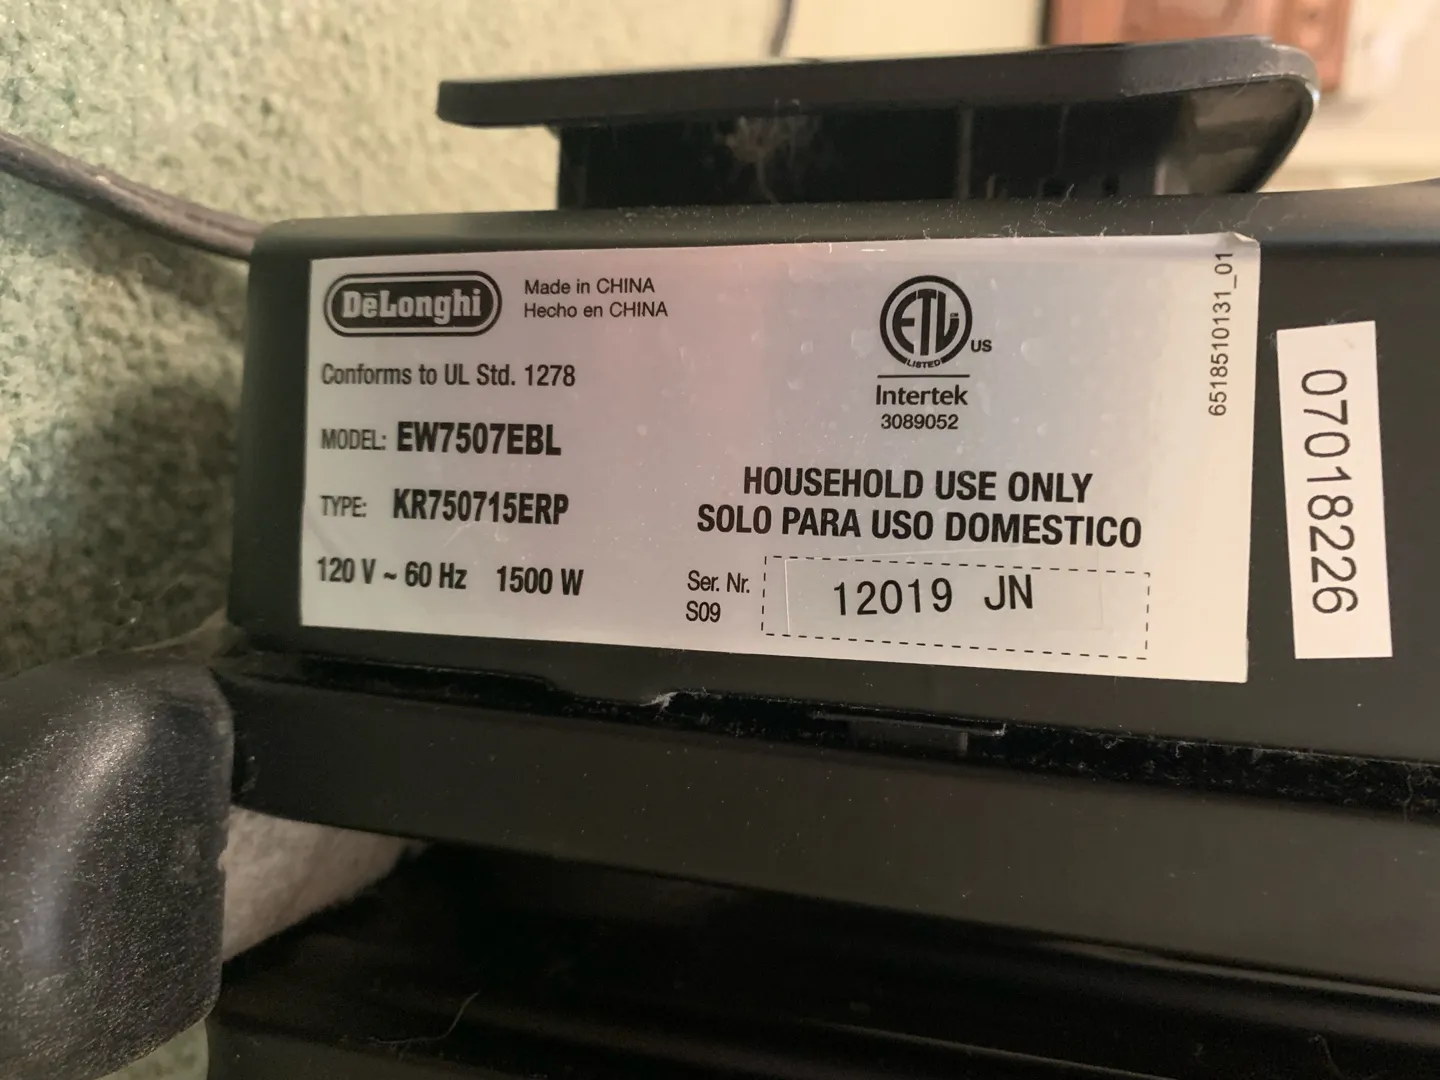 DeLonghi
Made in CHINA
Hecho en CHINA
Conforms to UL Std. 1278
MODEL: EW7507EBL
TYPE: KR750715ERP
120 V ~ 60 Hz 1500 W
ETL
CM
US
LISTED
Intertek
3089052
HOUSEHOLD USE ONLY
SOLO PARA USO DOMESTICO
Ser. Nr.
S09
12019 JN
6518510131_01
07018226